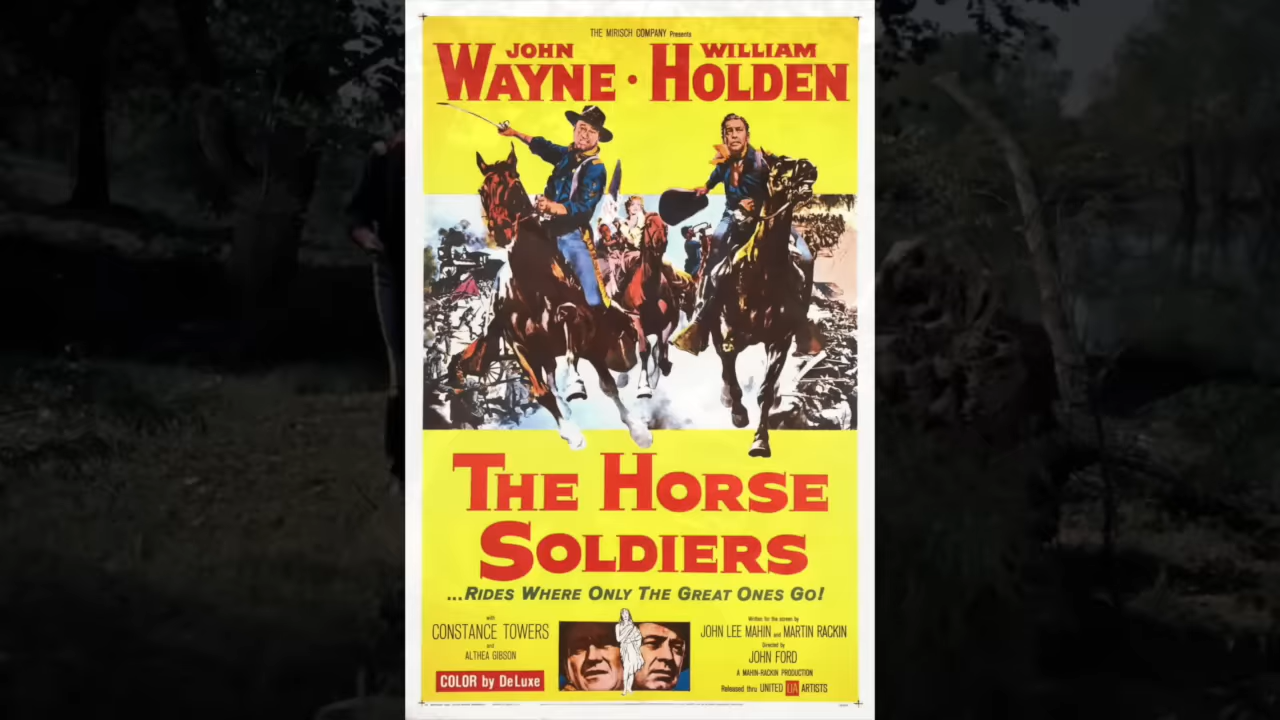 THE MIRISCH COMPANY Presents
JOHN WAYNE • WILLIAM HOLDEN
THE HORSE
SOLDIERS
...RIDES WHERE ONLY THE GREAT ONES GO!
with
CONSTANCE TOWERS
and
ALTHEA GIBSON
COLOR by DeLuxe
Written for the screen by
JOHN LEE MAHIN and MARTIN RACKIN
Directed by
JOHN FORD
A MAHIN-RACKIN PRODUCTION
Released thru UNITED UA ARTISTS